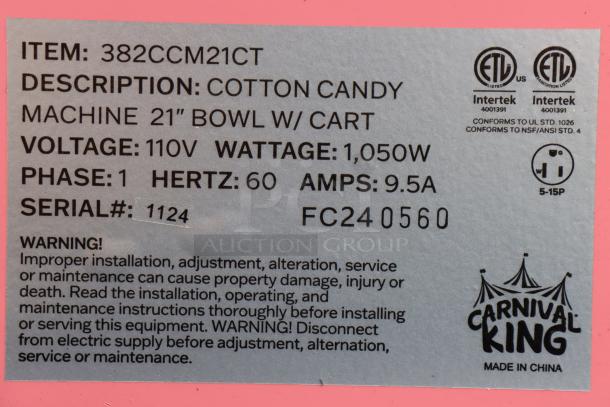 ITEM: 382CCM21CT
DESCRIPTION: COTTON CANDY
MACHINE 21" BOWL W/ CART
VOLTAGE: 110V WATTAGE: 1,050W
PHASE: 1 HERTZ: 60 AMPS: 9.5A
SERIAL#: 1124 FC240560
AUCTION GROUP
WARNING!
Improper installation, adjustment, alteration, service
or maintenance can cause property damage, injury or
death. Read the installation, operating, and
maintenance instructions thoroughly before installing
or serving this equipment. WARNING! Disconnect
from electric supply before adjustment, alternation,
service or maintenance.
ETL US ETL
Intertek Intertek
4001391 4001391
CONFORMS TO UL STD. 1026
CONFORMS TO NSF/ANSI STD. 4
5-15P
CARNIVAL
KING
MADE IN CHINA